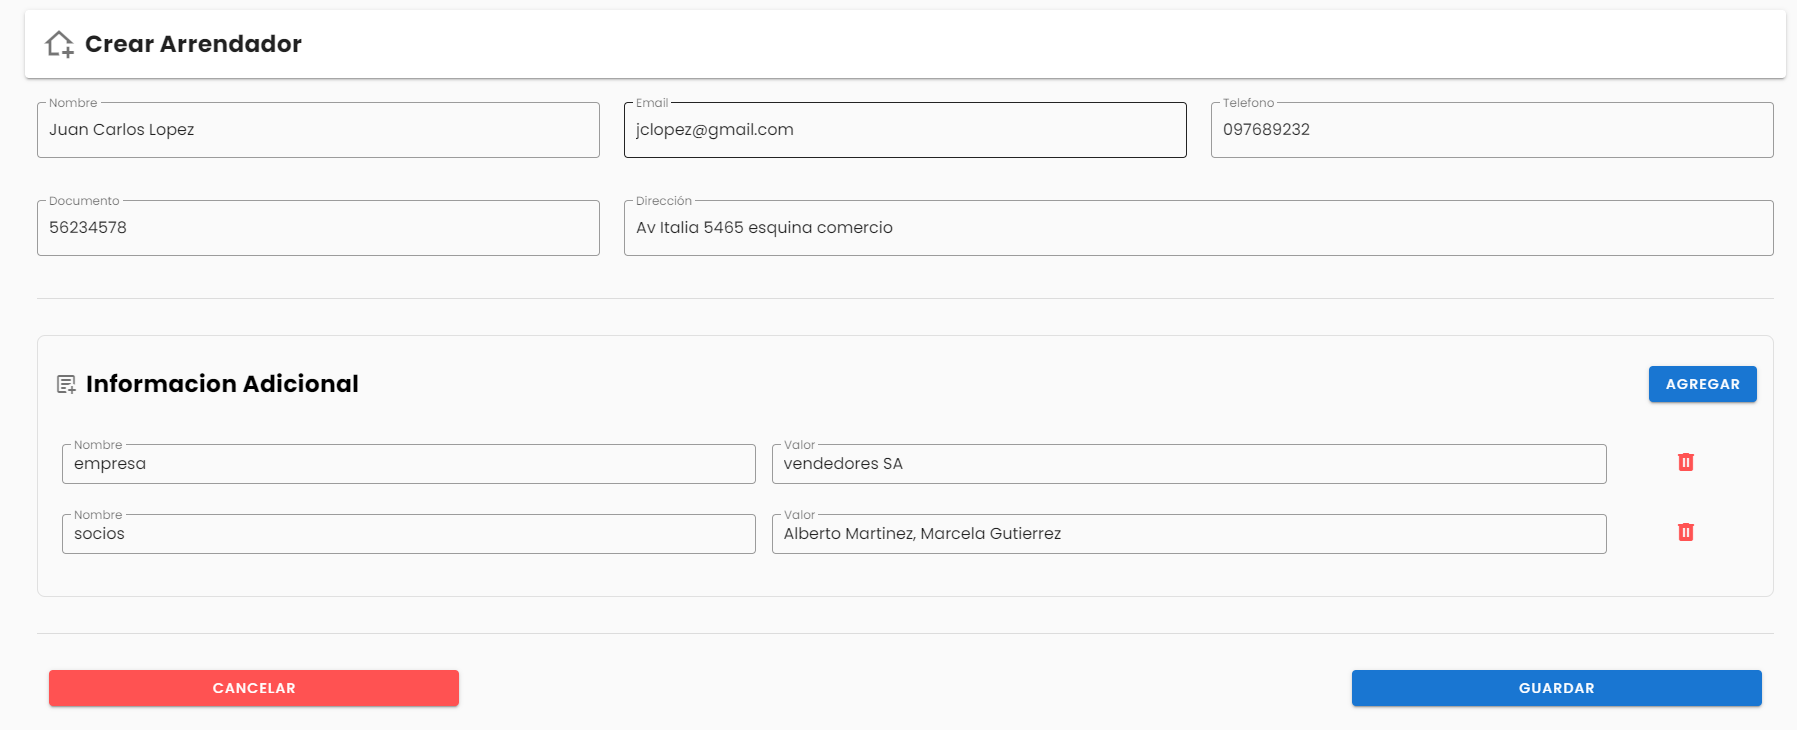 Crear Arrendador
Nombre
Juan Carlos Lopez
Email
jclopez@gmail.com
Telefono
097689232
Documento
56234578
Dirección
Av Italia 5465 esquina comercio
Informacion Adicional
AGREGAR
Nombre
empresa
Valor
vendedores SA
Nombre
socios
Valor
Alberto Martinez, Marcela Gutierrez
CANCELAR
GUARDAR